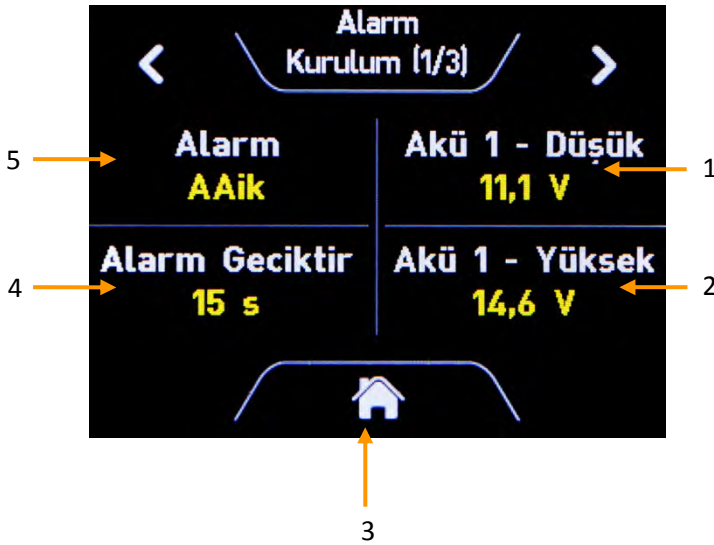 Alarm
Kurulum (1/3)
5
Alarm
AAik
Akü 1 - Düşük
11,1 V
1
4
Alarm Geciktir
15 s
Akü 1 - Yüksek
14,6 V
2
3